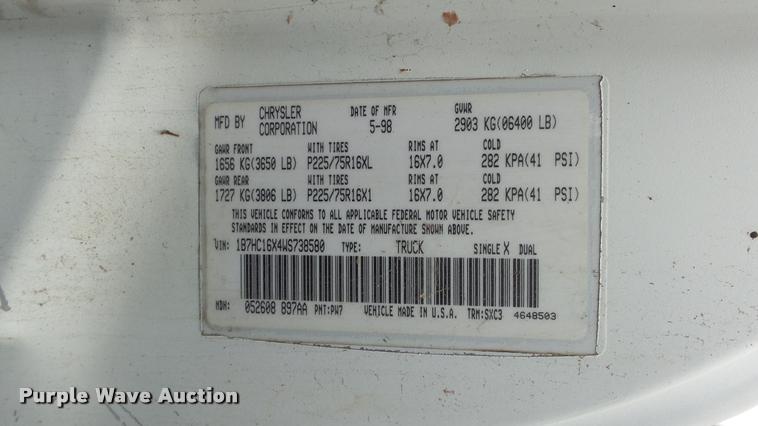 MFD BY CHRYSLER CORPORATION DATE OF MFR 5-98 GVWR 2903 KG(06400 LB)
GAWR FRONT WITH TIRES RIMS AT COLD
1656 KG(3650 LB) P225/75R16XL 16X7.0 282 KPA(41 PSI)
GAWR REAR WITH TIRES RIMS AT COLD
1727 KG(3806 LB) P225/75R16X1 16X7.0 282 KPA(41 PSI)
THIS VEHICLE CONFORMS TO ALL APPLICABLE FEDERAL MOTOR VEHICLE SAFETY
STANDARDS IN EFFECT ON THE DATE OF MANUFACTURE SHOWN ABOVE.
VIN: 1B7HC16X4WS738580 TYPE: TRUCK SINGLE X DUAL
MDH: 052608 897AA PNT:PW7 VEHICLE MADE IN U.S.A. TRM:SXC3 4648503
Purple Wave Auction